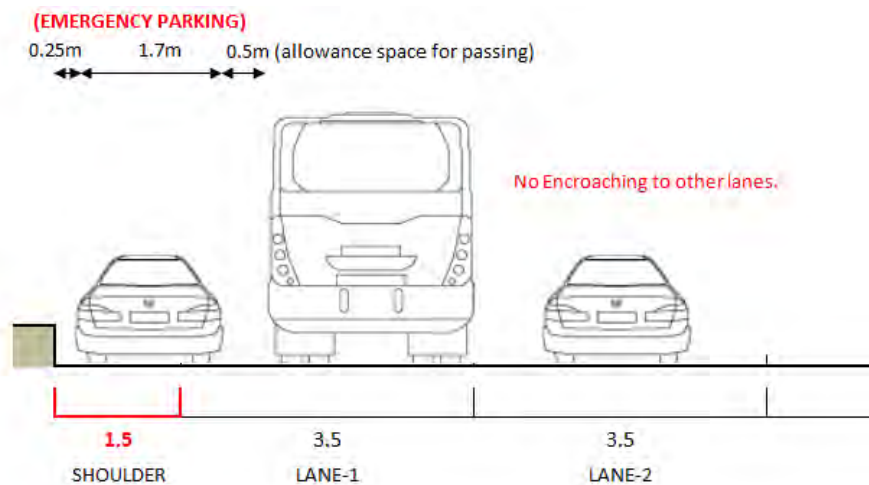 (EMERGENCY PARKING)
0.25m 1.7m 0.5m (allowance space for passing)
No Encroaching to other lanes.
1.5 3.5 3.5
SHOULDER LANE-1 LANE-2